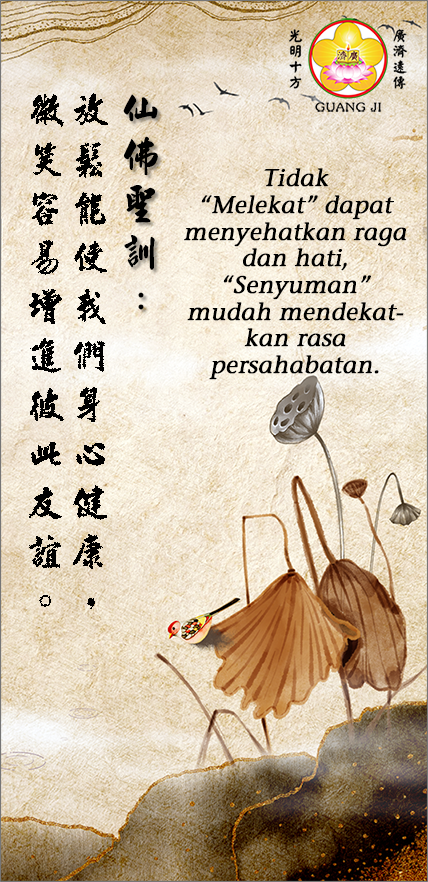 仙佛聖訓：
放鬆能使我們身心健康，
微笑容易增進彼此友誼。
光明十方
廣濟遠傳
廣濟
GUANG JI
Tidak
“Melekat” dapat
menyehatkan raga
dan hati,
“Senyuman”
mudah mendekat-
kan rasa
persahabatan.